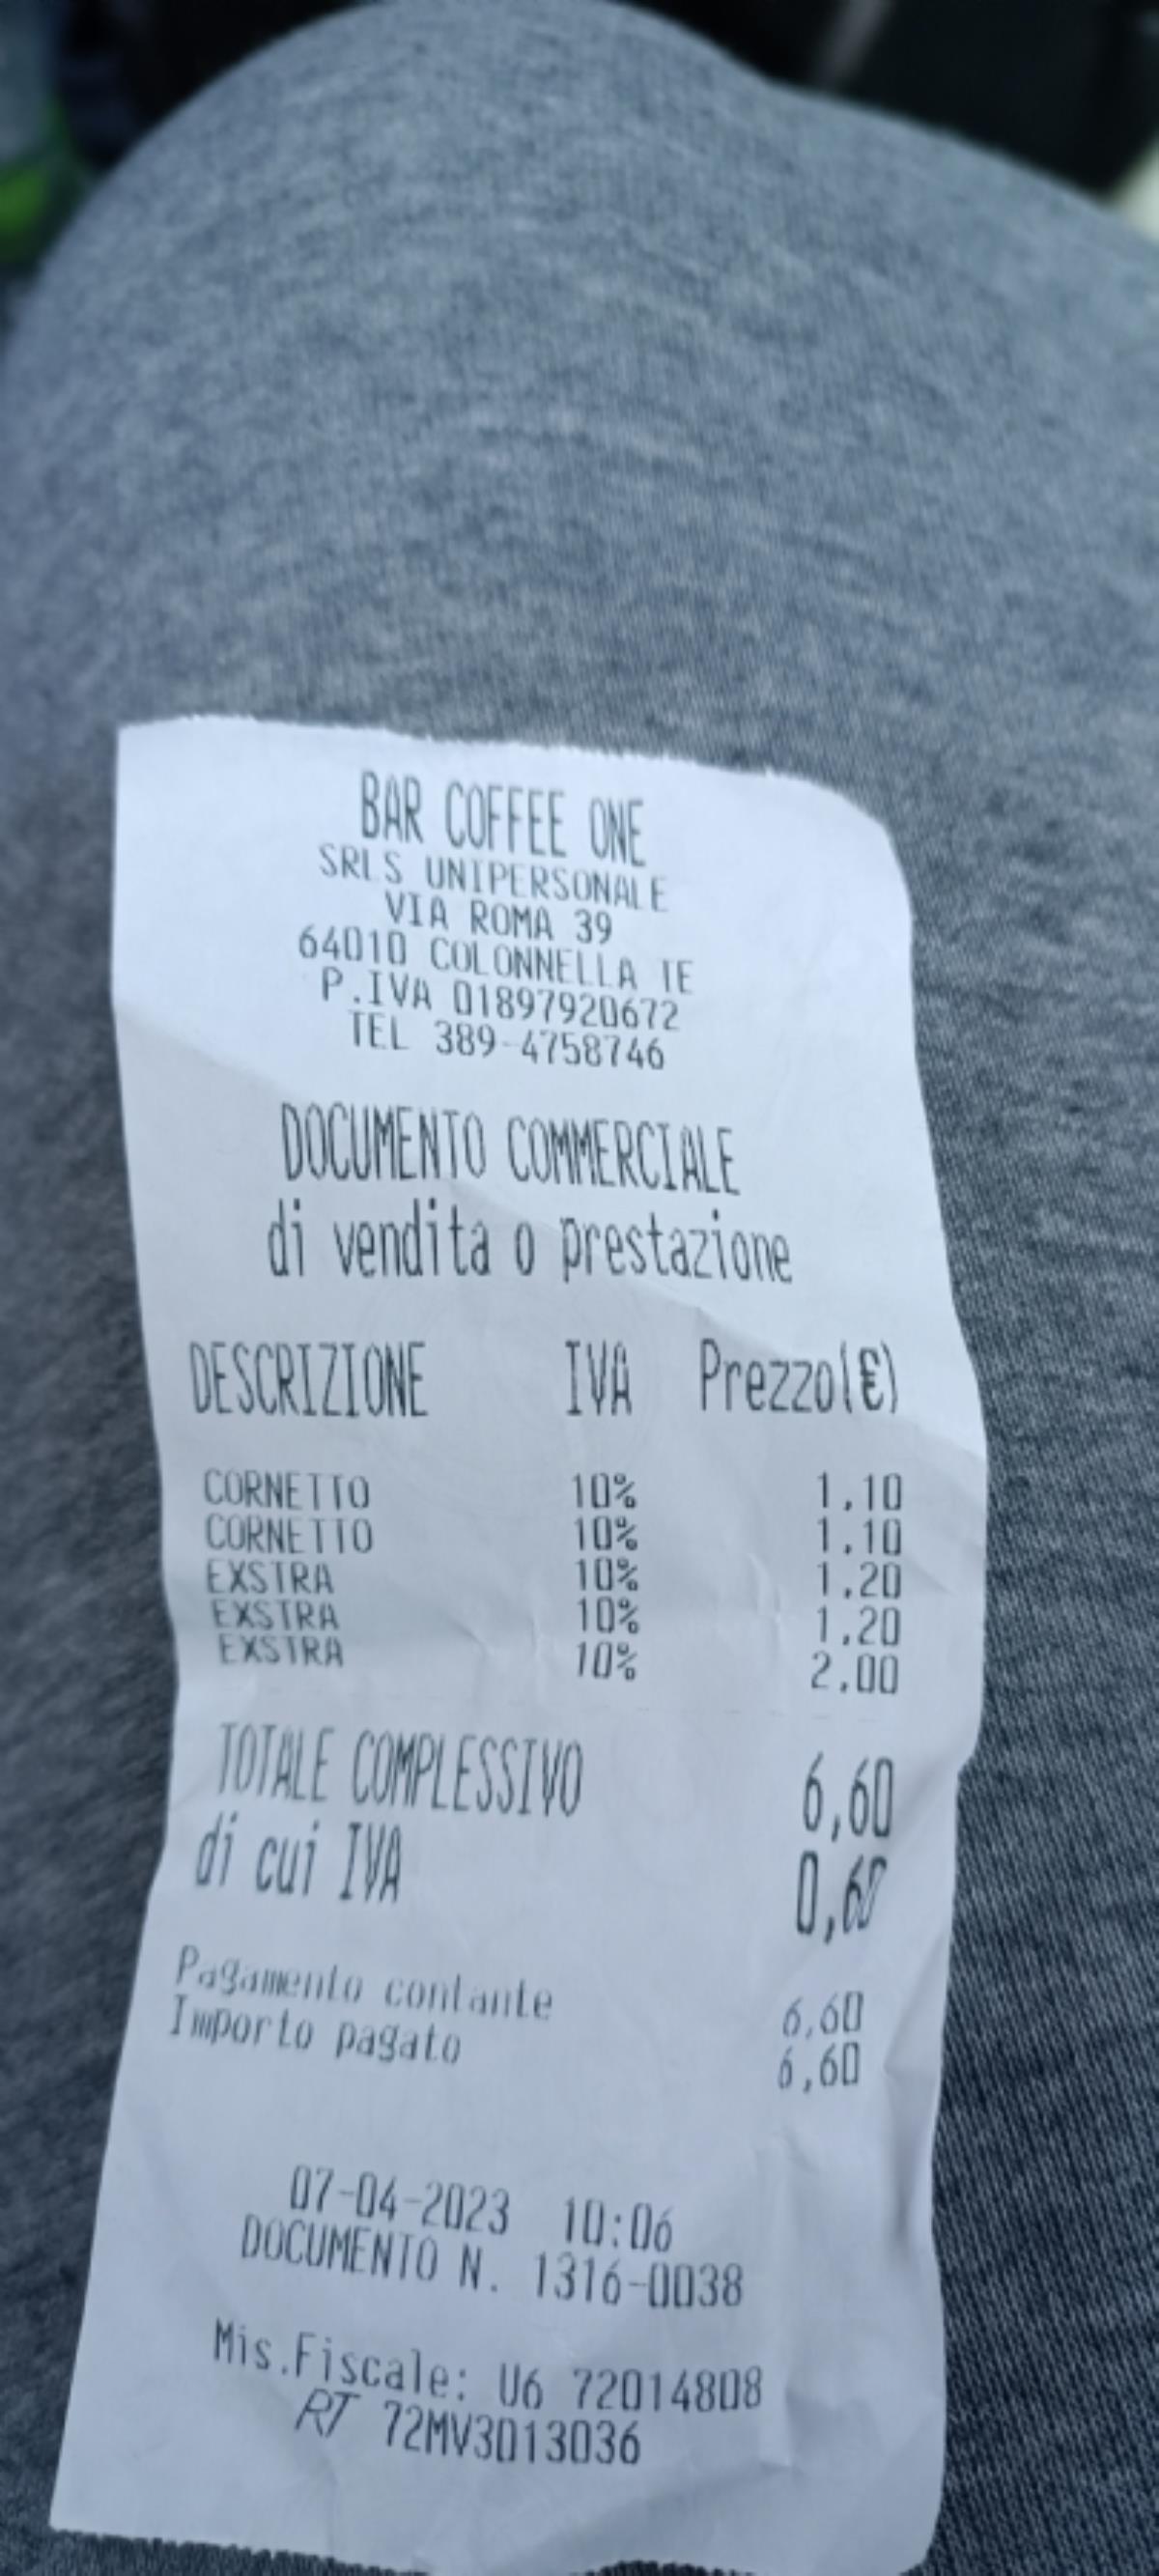 BAR COFFEE ONE
SRLS UNIPERSONALE
VIA ROMA 39
64010 COLONNELLA TE
P.IVA 01897920672
TEL 389-4758746
DOCUMENTO COMMERCIALE
di vendita o prestazione
DESCRIZIONE IVA Prezzo(€)
CORNETTO 10% 1,10
CORNETTO 10% 1,10
EXSTRA 10% 1,20
EXSTRA 10% 1,20
EXSTRA 10% 2,00
TOTALE COMPLESSIVO 6,60
di cui IVA 0,60
Pagamento contante 6,60
Importo pagato 6,60
07-04-2023 10:06
DOCUMENTO N. 1316-0038
Mis.Fiscale: U6 72014808
RT 72MV3013036